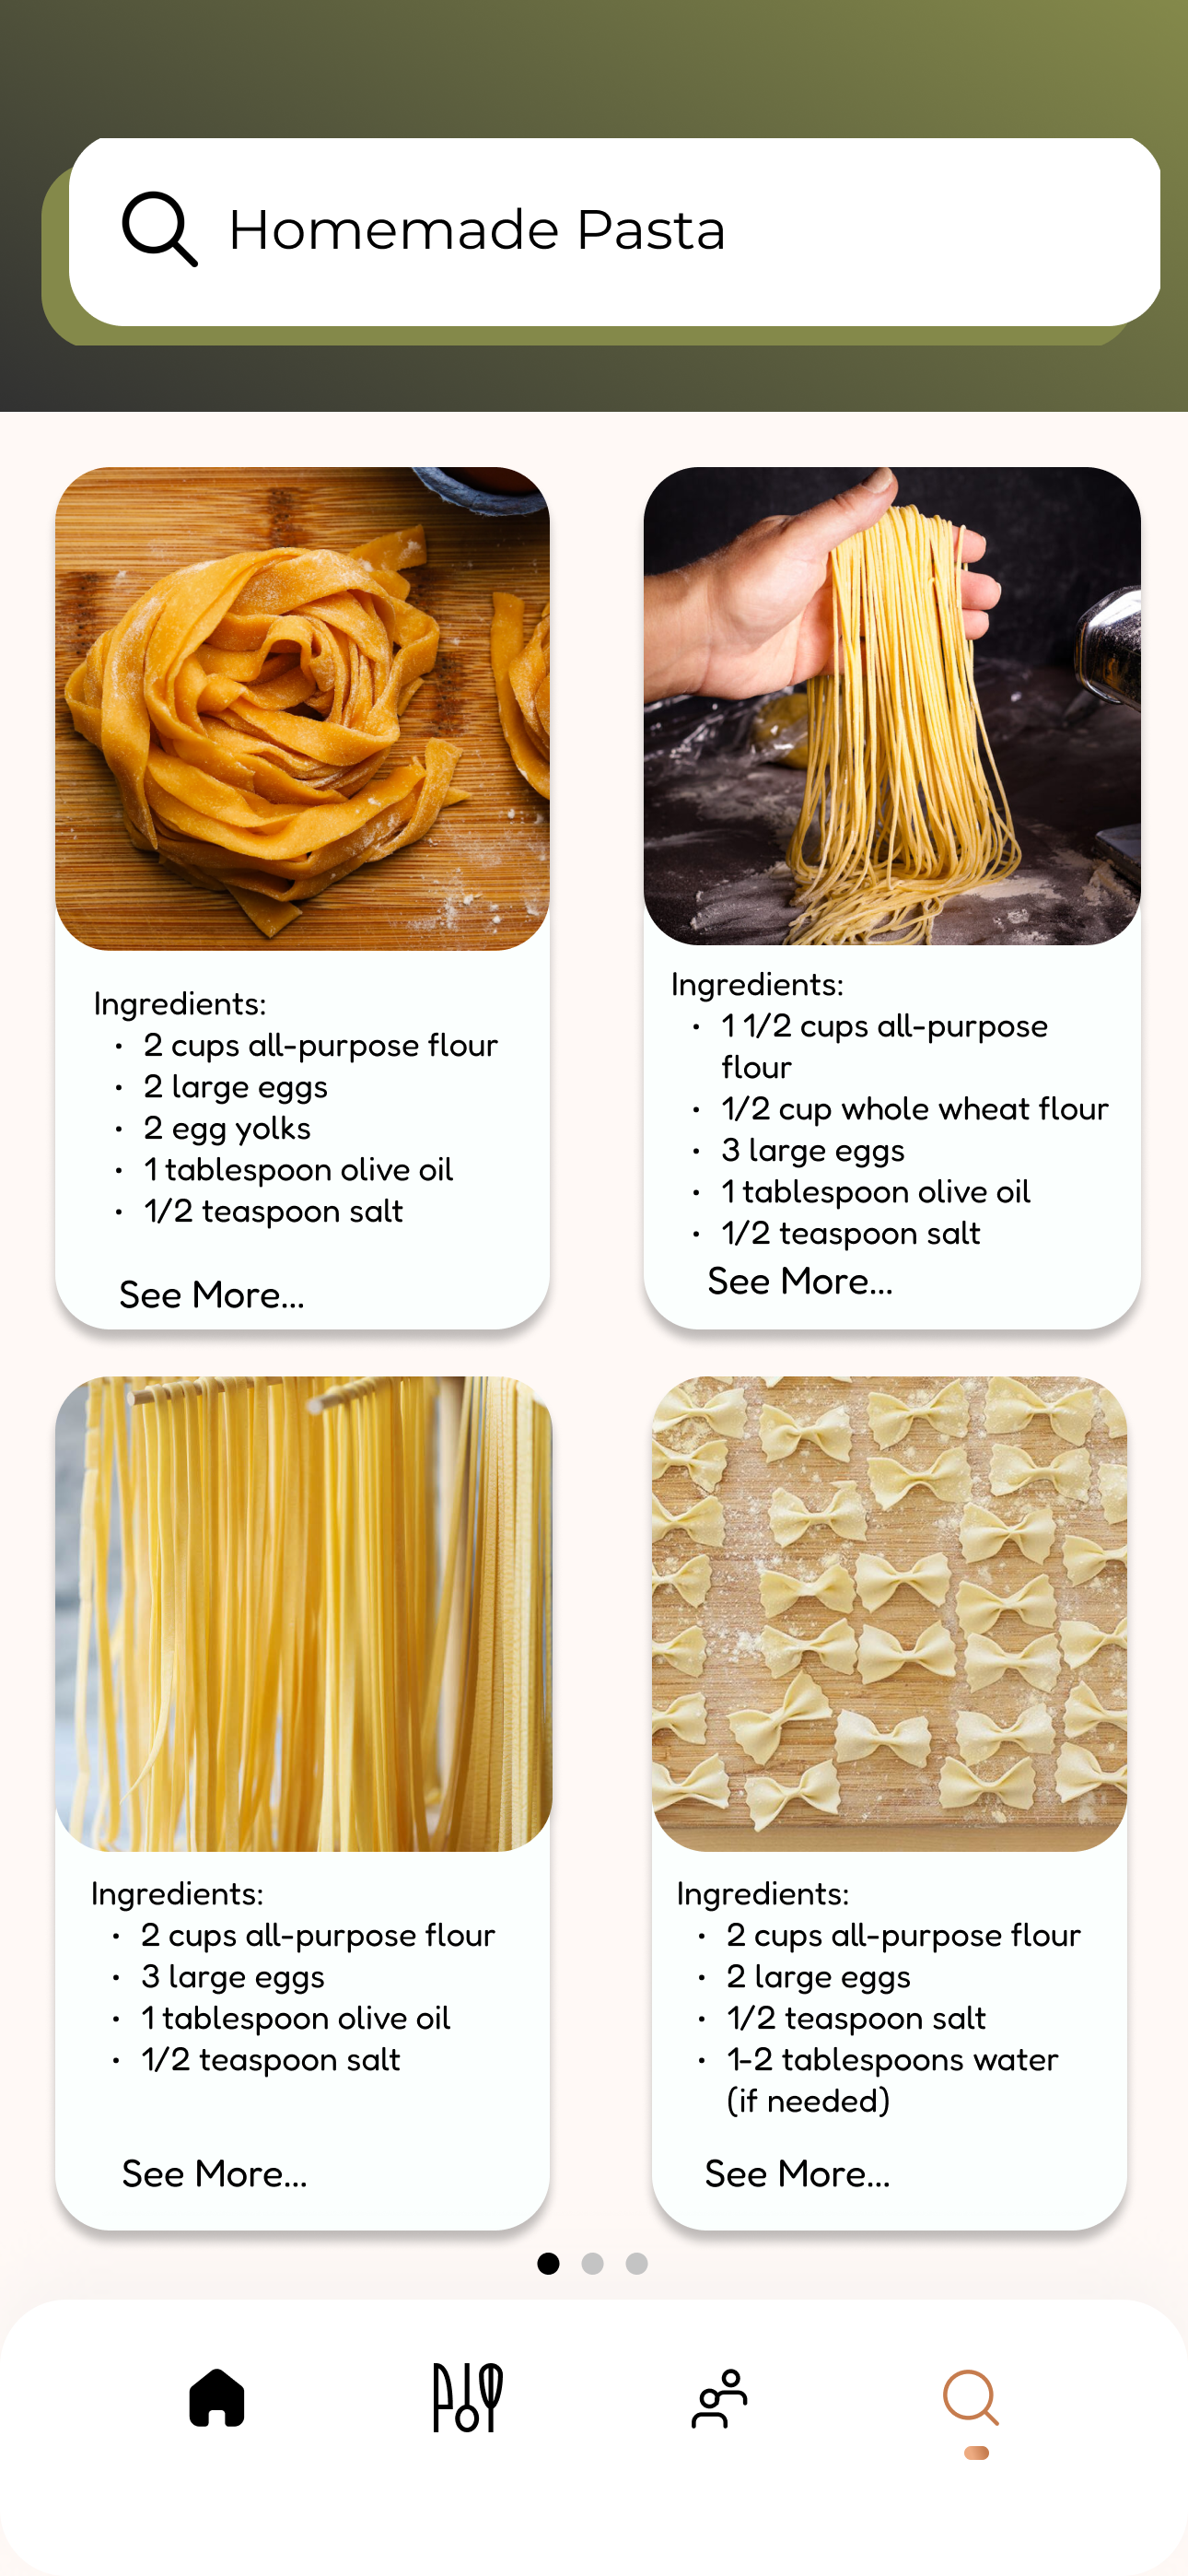 Homemade Pasta
Ingredients:
• 2 cups all-purpose flour
• 2 large eggs
• 2 egg yolks
• 1 tablespoon olive oil
• 1/2 teaspoon salt
See More...
Ingredients:
• 1 1/2 cups all-purpose
flour
• 1/2 cup whole wheat flour
• 3 large eggs
• 1 tablespoon olive oil
• 1/2 teaspoon salt
See More...
Ingredients:
• 2 cups all-purpose flour
• 3 large eggs
• 1 tablespoon olive oil
• 1/2 teaspoon salt
See More...
Ingredients:
• 2 cups all-purpose flour
• 2 large eggs
• 1/2 teaspoon salt
• 1-2 tablespoons water
(if needed)
See More...